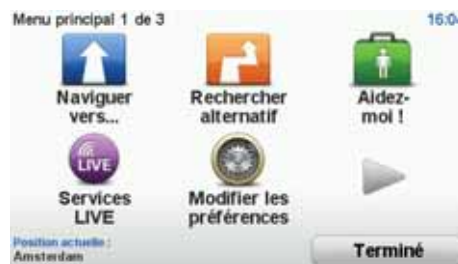 Menu principal 1 de 3
16:04
Naviguer
vers...
Rechercher
alternatif
Aidez-
moi !
LIVE
Services
LIVE
Modifier les
préférences
Position actuelle :
Amsterdam
Terminé